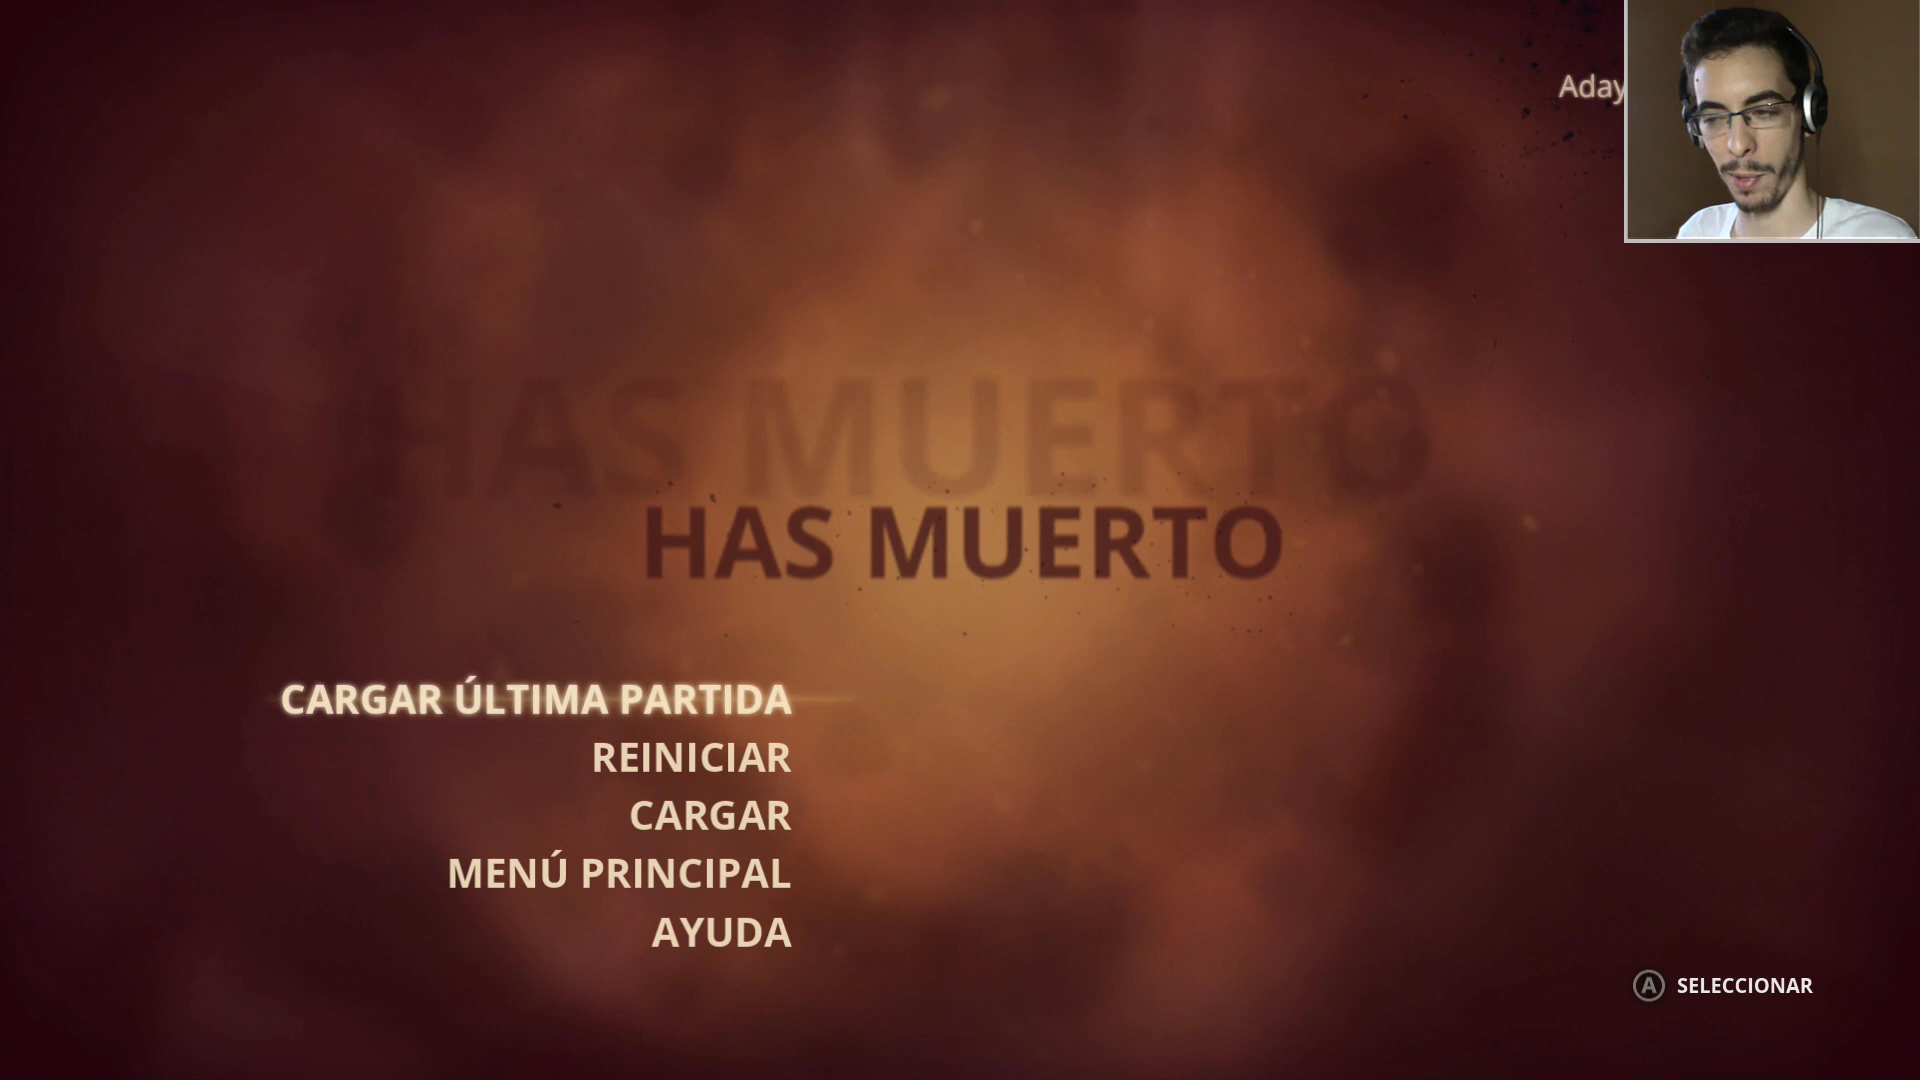 Aday
HAS MUERTO
HAS MUERTO
CARGAR ÚLTIMA PARTIDA
REINICIAR
CARGAR
MENÚ PRINCIPAL
AYUDA
A SELECCIONAR